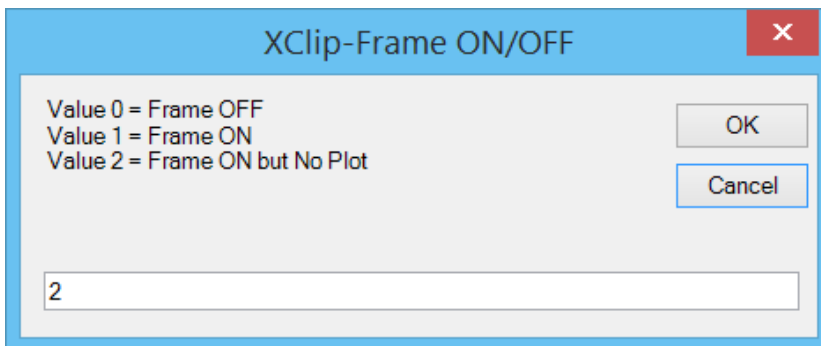 XClip-Frame ON/OFF
Value 0 = Frame OFF
Value 1 = Frame ON
Value 2 = Frame ON but No Plot
OK
Cancel
2